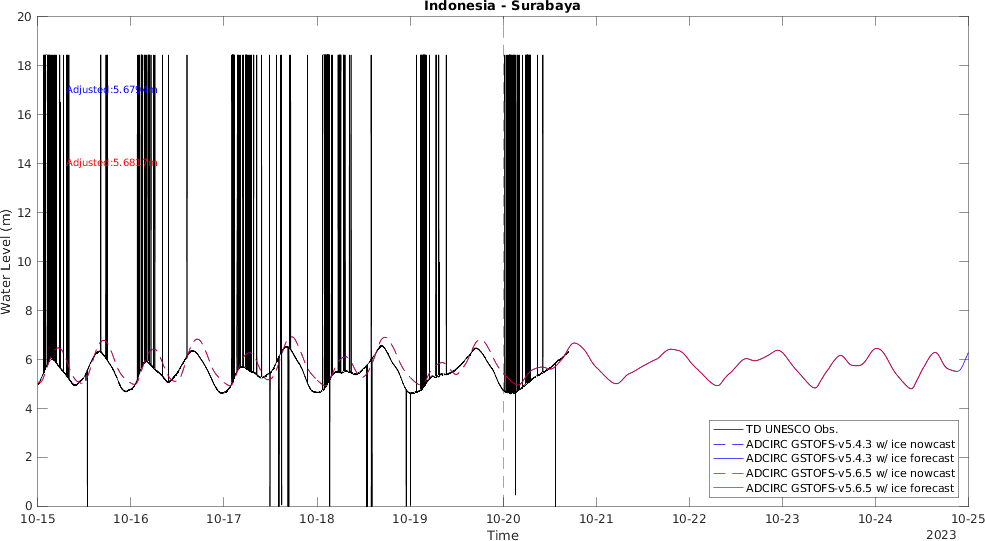 Indonesia - Surabaya
20
18
16
14
12
10
8
6
4
2
0
Water Level (m)
TD UNESCO Obs.
ADCIRC GSTOFS-v5.4.3 w/ ice nowcast
ADCIRC GSTOFS-v5.4.3 w/ ice forecast
ADCIRC GSTOFS-v5.6.5 w/ ice nowcast
ADCIRC GSTOFS-v5.6.5 w/ ice forecast
10-15 10-16 10-17 10-18 10-19 10-20 10-21 10-22 10-23 10-24 10-25
Time
2023